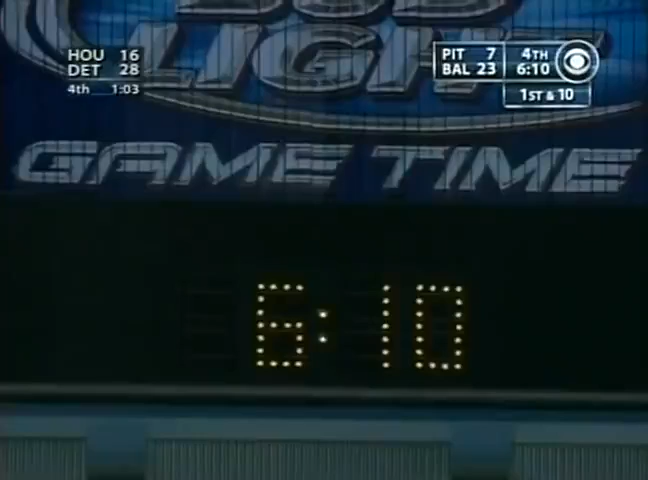 BUD
LIGHT
HOU 16
DET 28
4th 1:03
PIT 7
BAL 23
4TH
6:10
1ST & 10
GAME TIME
6:10